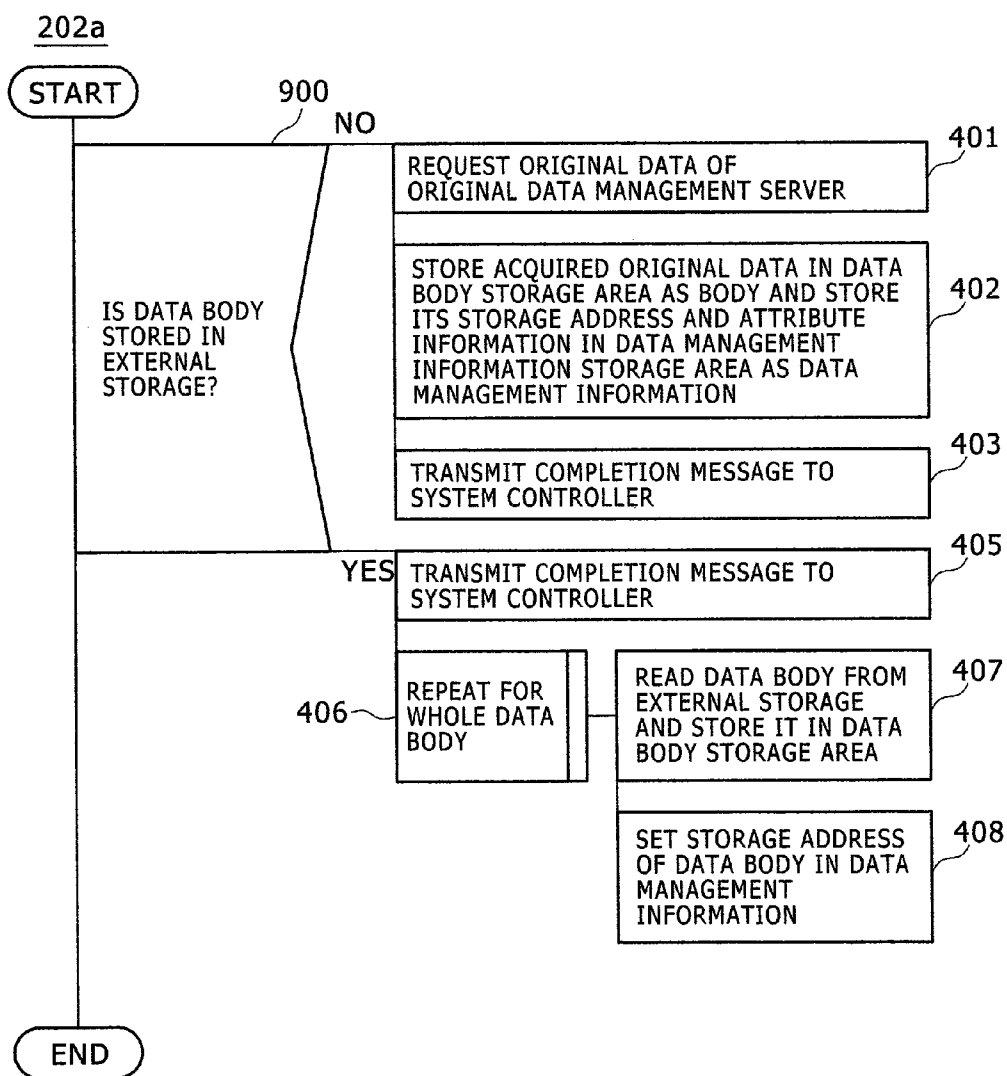 202a
START
900
NO
401
REQUEST ORIGINAL DATA OF
ORIGINAL DATA MANAGEMENT SERVER
STORE ACQUIRED ORIGINAL DATA IN DATA
BODY STORAGE AREA AS BODY AND STORE
ITS STORAGE ADDRESS AND ATTRIBUTE
INFORMATION IN DATA MANAGEMENT
INFORMATION STORAGE AREA AS DATA
MANAGEMENT INFORMATION
402
IS DATA BODY
STORED IN
EXTERNAL
STORAGE?
403
TRANSMIT COMPLETION MESSAGE TO
SYSTEM CONTROLLER
405
YES
TRANSMIT COMPLETION MESSAGE TO
SYSTEM CONTROLLER
406
REPEAT FOR
WHOLE DATA
BODY
READ DATA BODY FROM
EXTERNAL STORAGE
AND STORE IT IN DATA
BODY STORAGE AREA
407
SET STORAGE ADDRESS
OF DATA BODY IN DATA
MANAGEMENT
INFORMATION
408
END